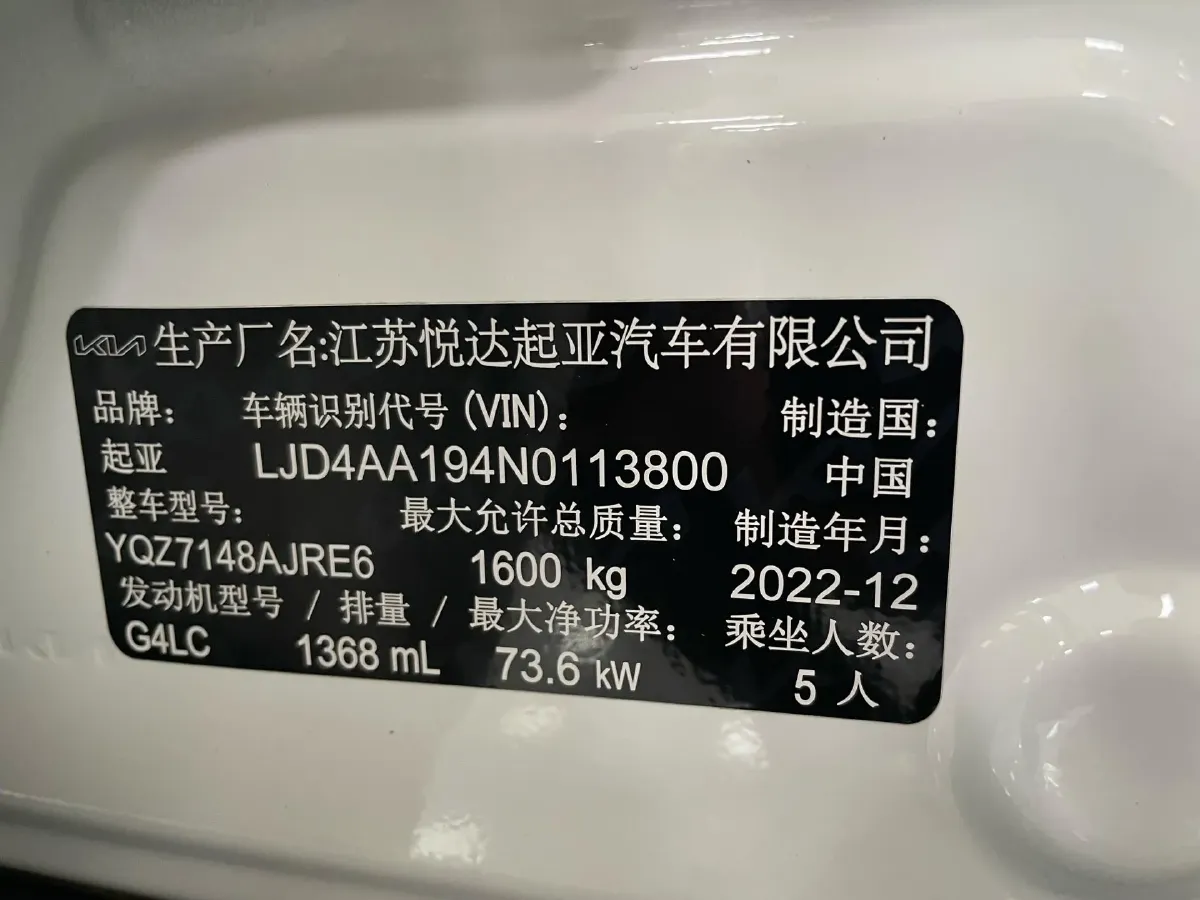 KIA 生产厂名:江苏悦达起亚汽车有限公司
品牌: 车辆识别代号 (VIN): 制造国:
起亚 LJD4AA194N0113800 中国
整车型号: 最大允许总质量: 制造年月:
YQZ7148AJRE6 1600 kg 2022-12
发动机型号 / 排量 / 最大净功率: 乘坐人数:
G4LC 1368 mL 73.6 kW 5 人